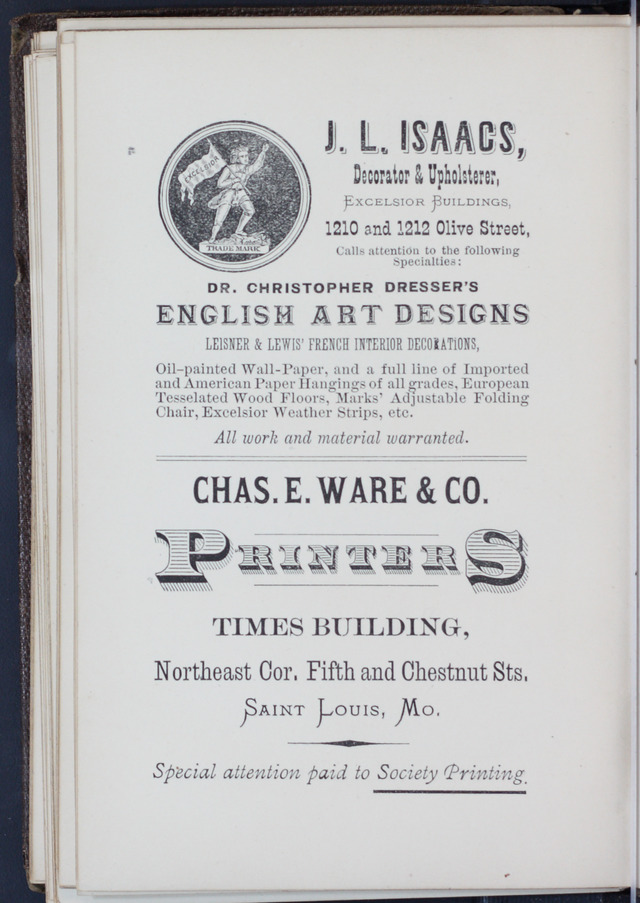 J. L. ISAACS,
Decorator & Upholsterer,
EXCELSIOR BUILDINGS,
1210 and 1212 Olive Street,
Calls attention to the following
Specialties:
EXCELSIOR
TRADE MARK
DR. CHRISTOPHER DRESSER'S
ENGLISH ART DESIGNS
LEISNER & LEWIS' FRENCH INTERIOR DECORATIONS,
Oil-painted Wall-Paper, and a full line of Imported
and American Paper Hangings of all grades, European
Tesselated Wood Floors, Marks' Adjustable Folding
Chair, Excelsior Weather Strips, etc.
All work and material warranted.
CHAS. E. WARE & CO.
PRINTERS
TIMES BUILDING,
Northeast Cor. Fifth and Chestnut Sts.
SAINT LOUIS, MO.
Special attention paid to Society Printing.